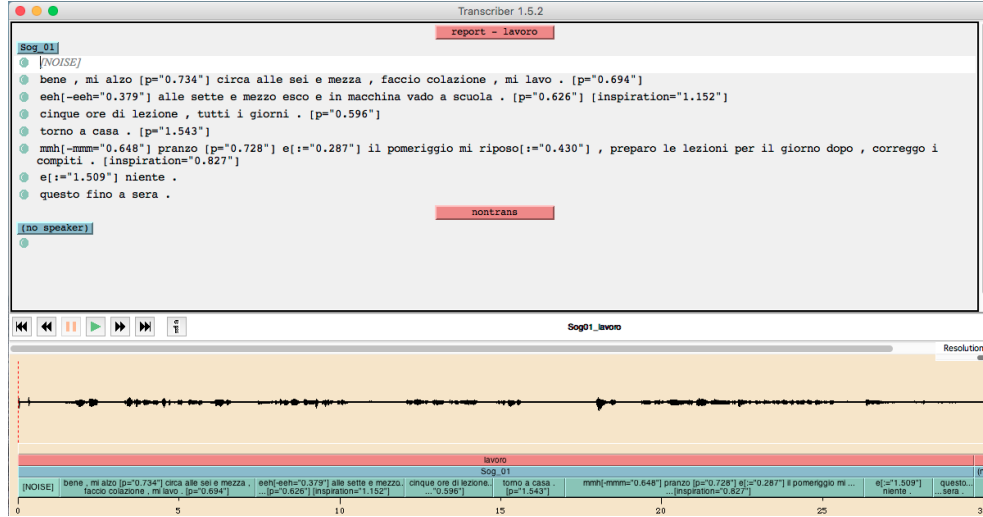 Transcriber 1.5.2
report - lavoro
Sog_01
[NOISE]
bene , mi alzo [p="0.734"] circa alle sei e mezza , faccio colazione , mi lavo . [p="0.694"]
eeh[-eeh="0.379"] alle sette e mezzo esco e in macchina vado a scuola . [p="0.626"] [inspiration="1.152"]
cinque ore di lezione , tutti i giorni . [p="0.596"]
torno a casa . [p="1.543"]
mmh[-mmm="0.648"] pranzo [p="0.728"] e[:="0.287"] il pomeriggio mi riposo[:="0.430"] , preparo le lezioni per il giorno dopo , correggo i
compiti . [inspiration="0.827"]
e[:="1.509"] niente .
questo fino a sera .
nontrans
(no speaker)
Sog01_lavoro
Resolution
lavoro
Sog_01
[NOISE]
bene , mi alzo [p="0.734"] circa alle sei e mezza ,
faccio colazione , mi lavo . [p="0.694"]
eeh[-eeh="0.379"] alle sette e mezzo.
...[p="0.626"] [inspiration="1.152"]
cinque ore di lezione.
..."0.596"]
torno a casa .
[p="1.543"]
mmh[-mmm="0.648"] pranzo [p="0.728"] e[:="0.287"] il pomeriggio mi ...
...[inspiration="0.827"]
e[:="1.509"]
niente .
questo...
...sera .
0 5 10 15 20 25 3